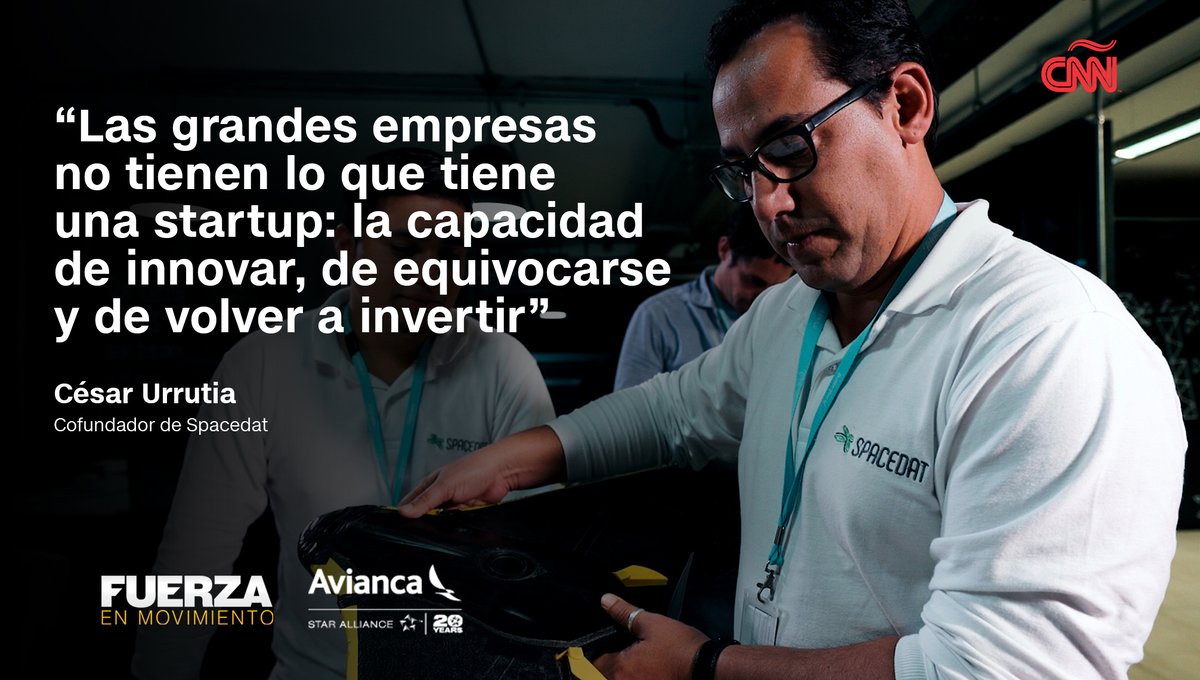 CNN
“Las grandes empresas
no tienen lo que tiene
una startup: la capacidad
de innovar, de equivocarse
y de volver a invertir”
César Urrutia
Cofundador de Spacedat
SPACEDAT
SPACEDAT
FUERZA
EN MOVIMIENTO
Avianca
STAR ALLIANCE
20
YEARS